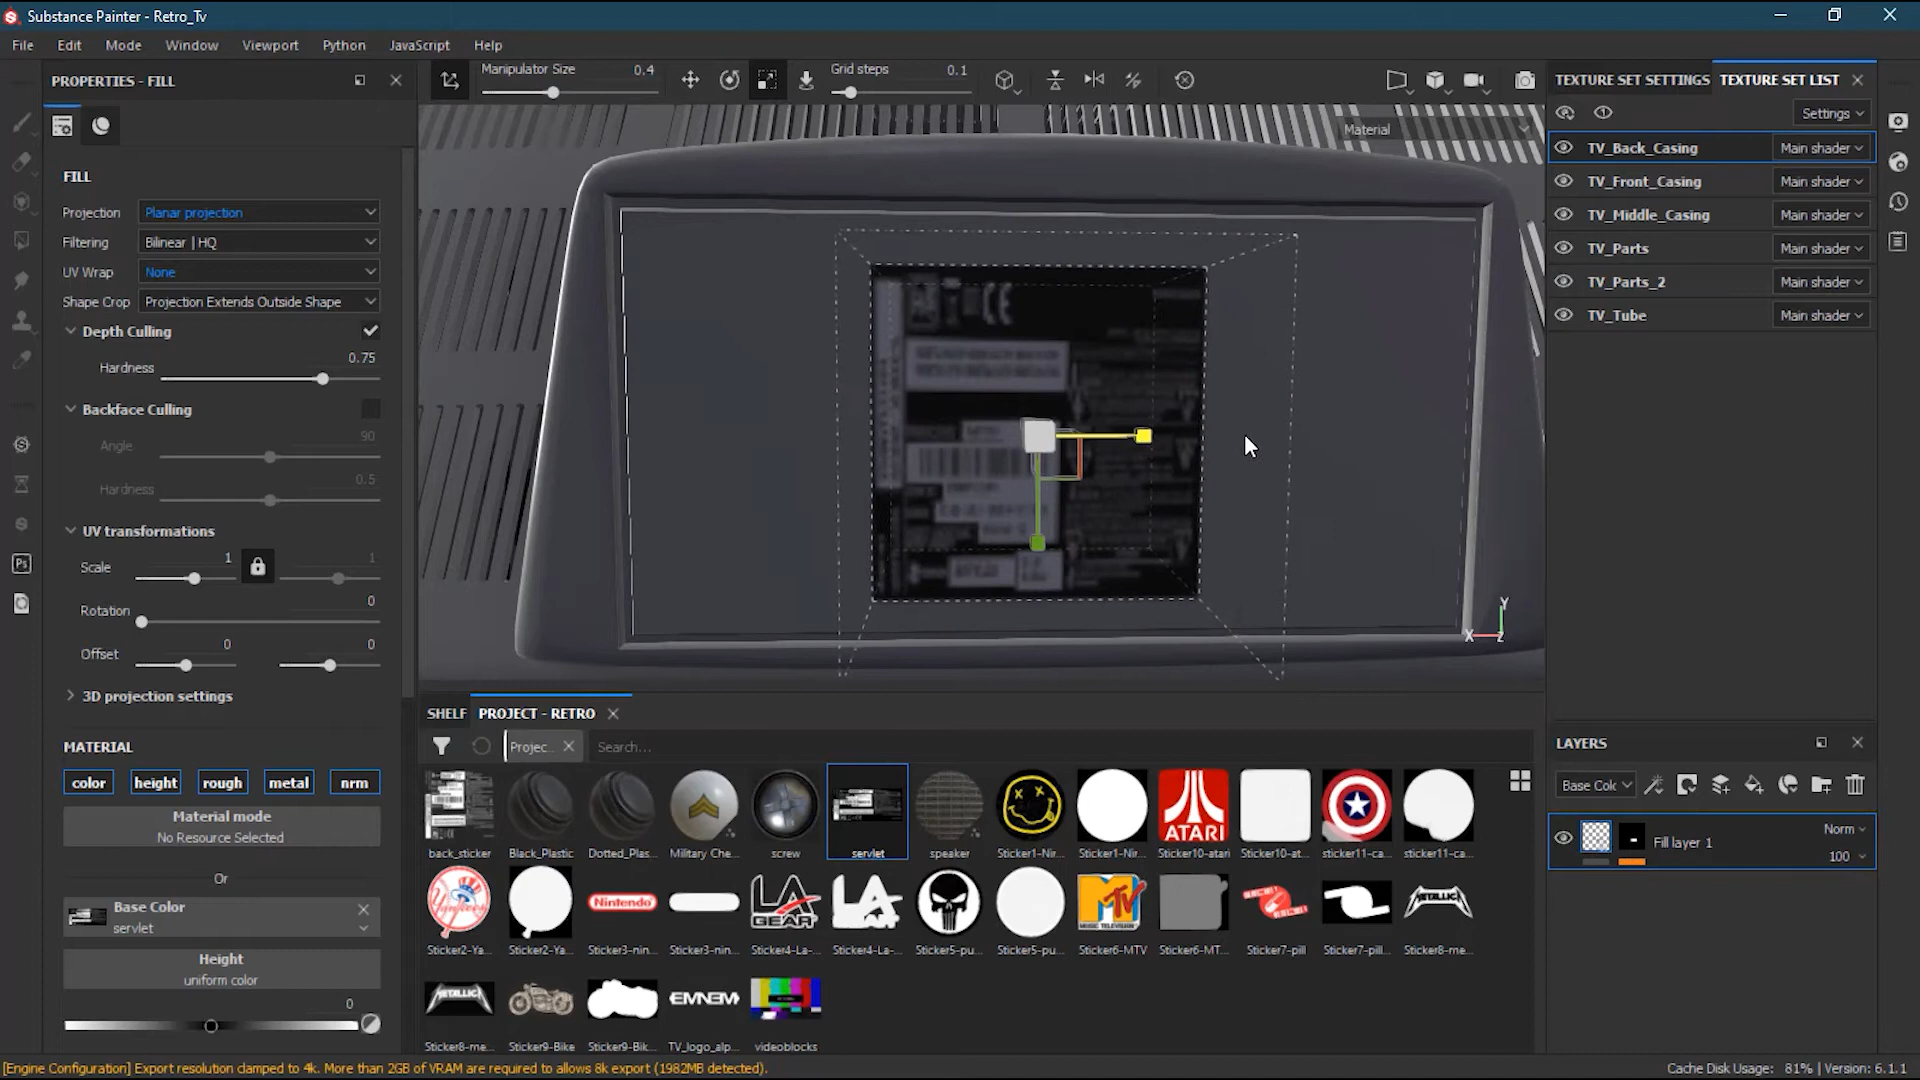 Substance Painter - Retro_Tv
File Edit Mode Window Viewport Python JavaScript Help
PROPERTIES - FILL
Manipulator Size 0.4
Grid steps 0.1
TEXTURE SET SETTINGS TEXTURE SET LIST
Settings
Material
TV_Back_Casing Main shader
TV_Front_Casing Main shader
TV_Middle_Casing Main shader
TV_Parts Main shader
TV_Parts_2 Main shader
TV_Tube Main shader
FILL
Projection Planar projection
Filtering Bilinear | HQ
UV Wrap None
Shape Crop Projection Extends Outside Shape
Depth Culling
Hardness 0.75
Backface Culling
Angle 90
Hardness 0.5
UV transformations
Scale 1 1
Rotation 0
Offset 0 0
3D projection settings
MATERIAL
color height rough metal nrm
Material mode
No Resource Selected
Or
Base Color
servlet
Height
uniform color
0
CE
Y
X Z
SHELF PROJECT - RETRO
Projec... Search...
back_sticker Black_Plastic Dotted_Plas... Military Che... screw servlet speaker Sticker1-Nir... Sticker1-Nir... Sticker10-atari Sticker10-at... sticker11-ca... sticker11-ca...
ATARI
Sticker2-Ya... Sticker2-Ya... Sticker3-nin... Sticker3-nin... Sticker4-La-... Sticker4-La-... Sticker5-pu... Sticker5-pu... Sticker6-MTV Sticker6-MT... Sticker7-pill Sticker7-pill... Sticker8-me...
Nintendo
LA GEAR
LA
MTV
MUSIC TELEVISION
METALLICA
Sticker8-me... Sticker9-Bike Sticker9-Bik... TV_logo_alp... videoblocks
METALLICA
EMINEM
LAYERS
Base Col
Fill layer 1 Norm
100
[Engine Configuration] Export resolution clamped to 4k. More than 2GB of VRAM are required to allows 8k export (1982MB detected).
Cache Disk Usage: 81% | Version: 6.1.1